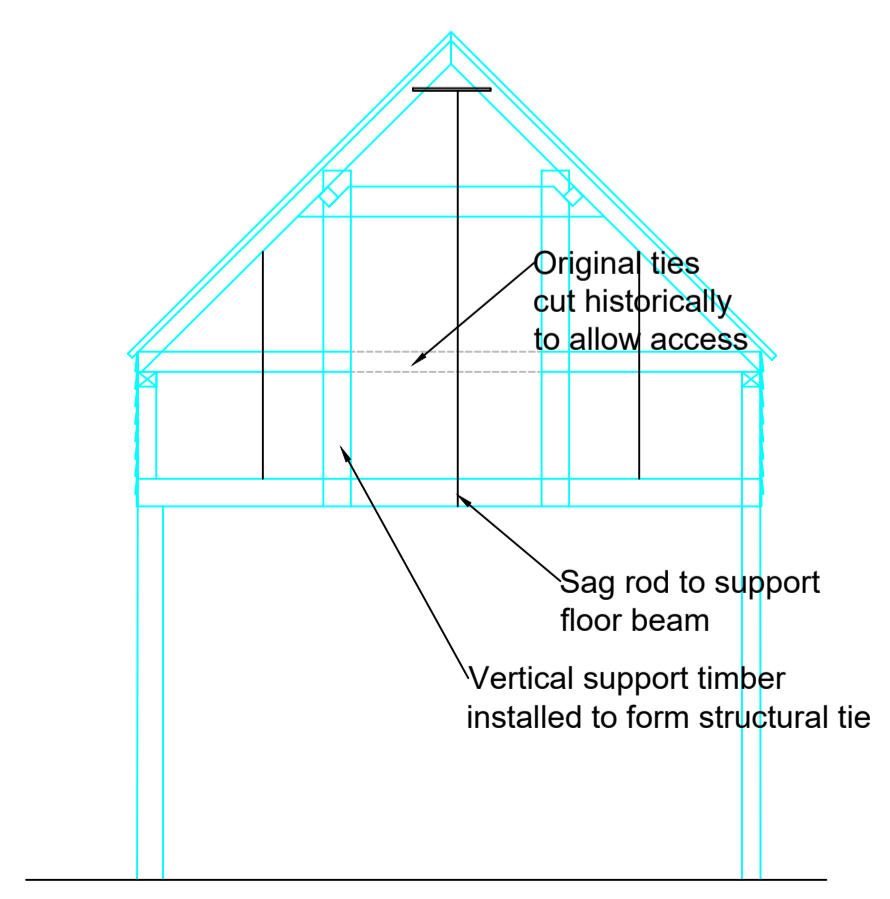 Original ties
cut historically
to allow access
Sag rod to support
floor beam
Vertical support timber
installed to form structural tie